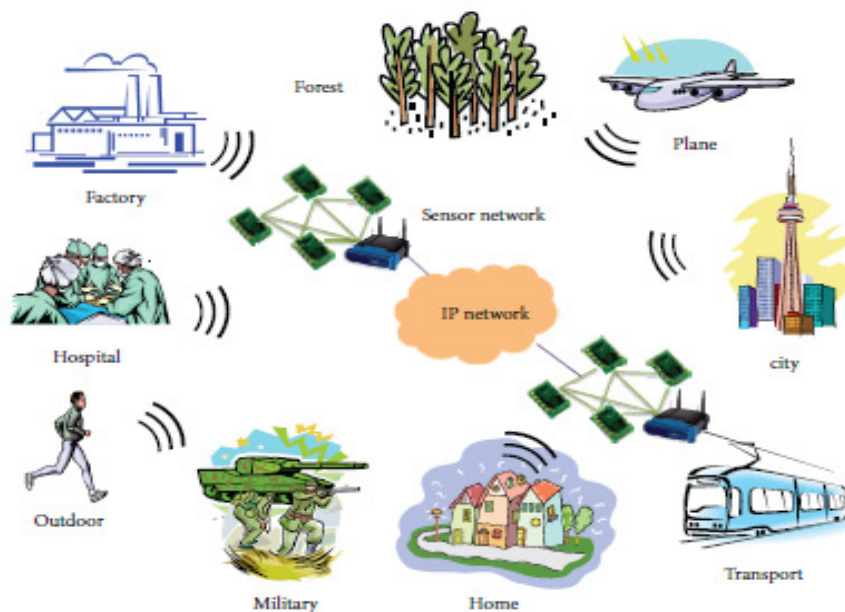 Forest
Plane
Factory
Sensor network
IP network
Hospital
city
Outdoor
Transport
Military
Home